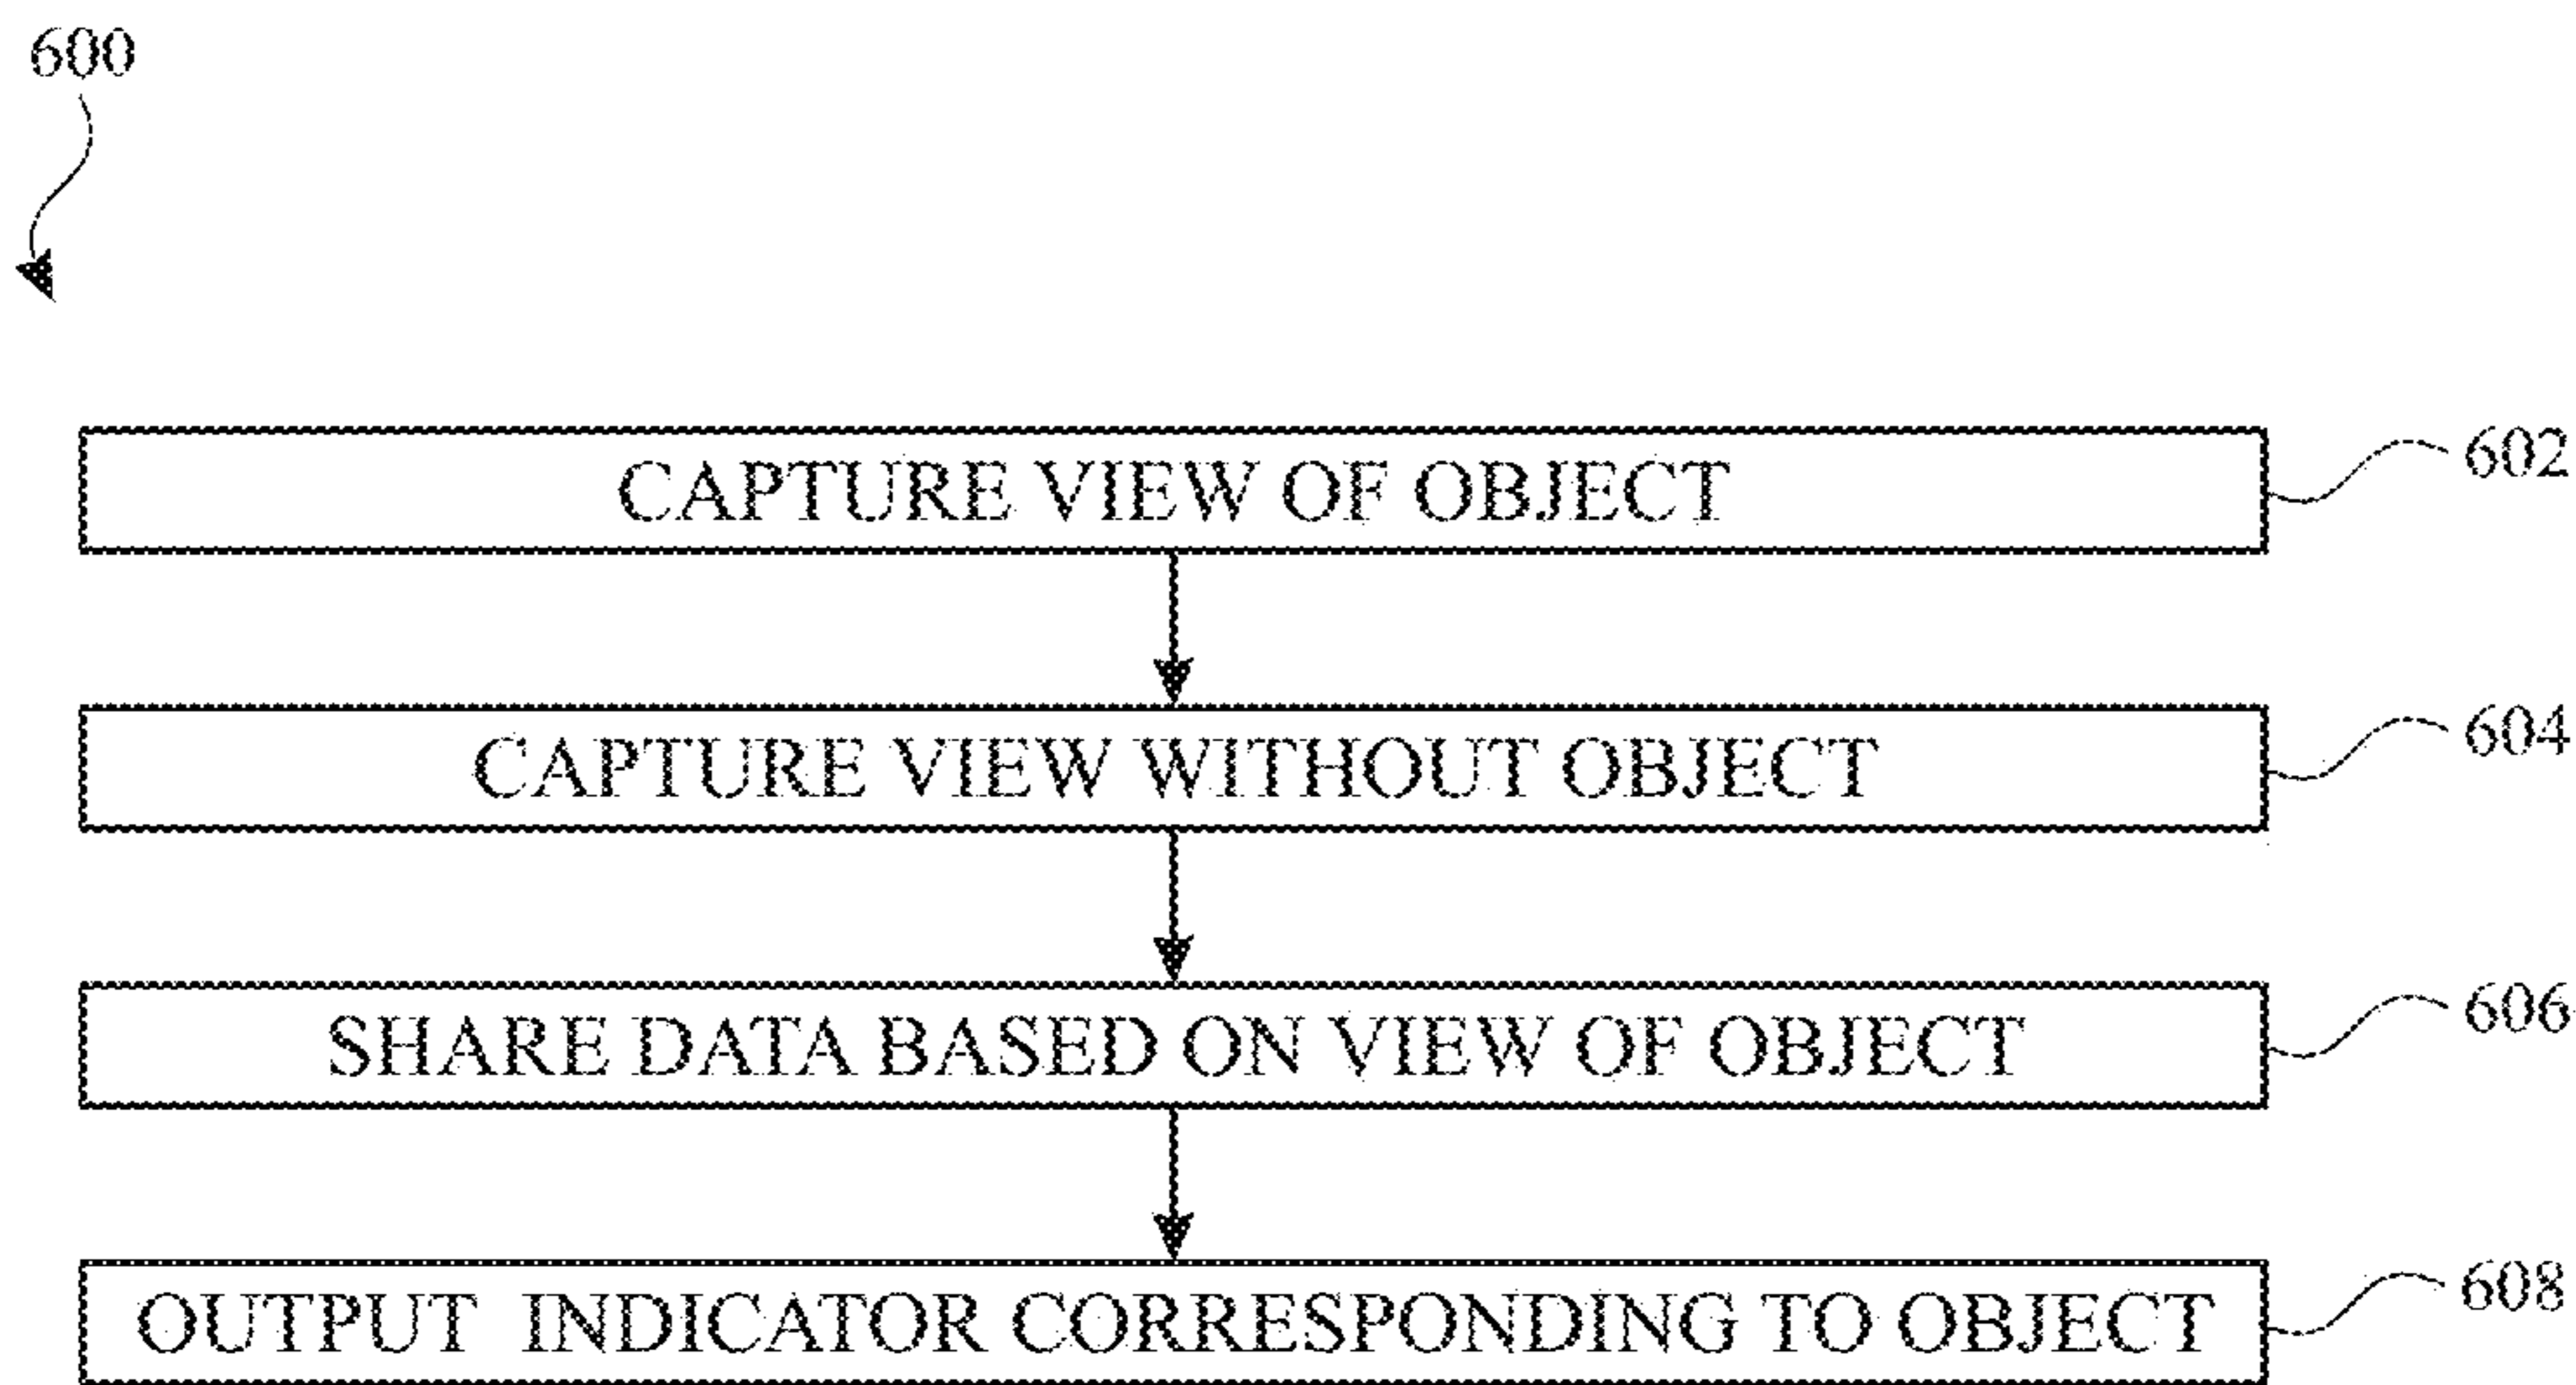 600
CAPTURE VIEW OF OBJECT
602
CAPTURE VIEW WITHOUT OBJECT
604
SHARE DATA BASED ON VIEW OF OBJECT
606
OUTPUT INDICATOR CORRESPONDING TO OBJECT
608